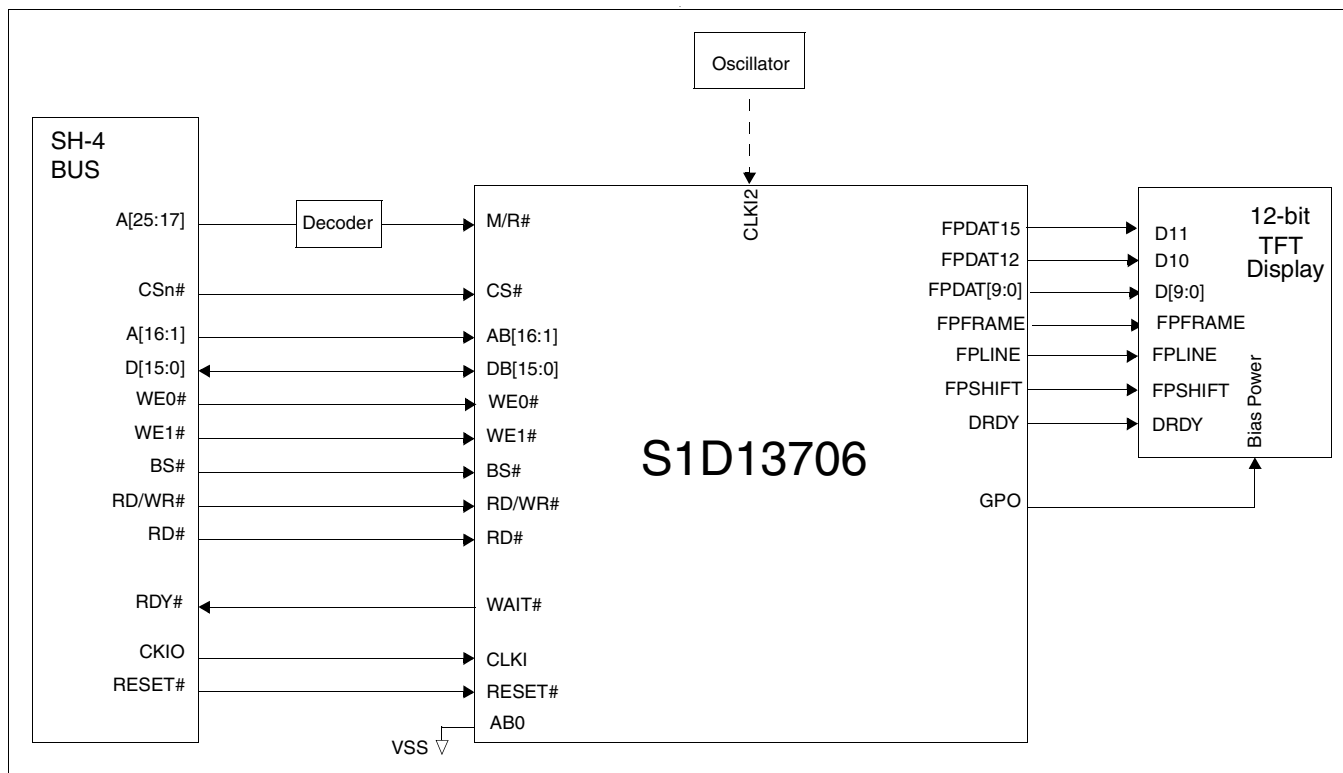 Oscillator
SH-4
BUS
A[25:17]
Decoder
M/R#
CSn#
CS#
A[16:1]
AB[16:1]
D[15:0]
DB[15:0]
WE0#
WE0#
WE1#
WE1#
BS#
BS#
RD/WR#
RD/WR#
RD#
RD#
RDY#
WAIT#
CKIO
CLKI
RESET#
RESET#
AB0
VSS
CLKI2
S1D13706
FPDAT15
FPDAT12
FPDAT[9:0]
FPFRAME
FPLINE
FPSHIFT
DRDY
GPO
12-bit
TFT
Display
D11
D10
D[9:0]
FPFRAME
FPLINE
FPSHIFT
DRDY
Bias Power